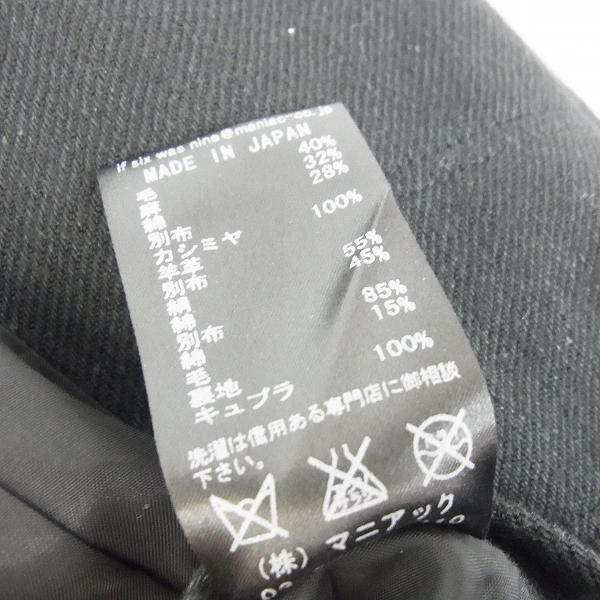 if six was nine@maniac-co.jp
MADE IN JAPAN
毛 40%
麻 32%
綿 28%
別布
カシミヤ 100%
羊革
別布
絹 55%
綿 45%
別布
綿 85%
毛 15%
裏地
キュプラ 100%
洗濯は信用ある専門店に御相談
下さい。
(株)マニアック